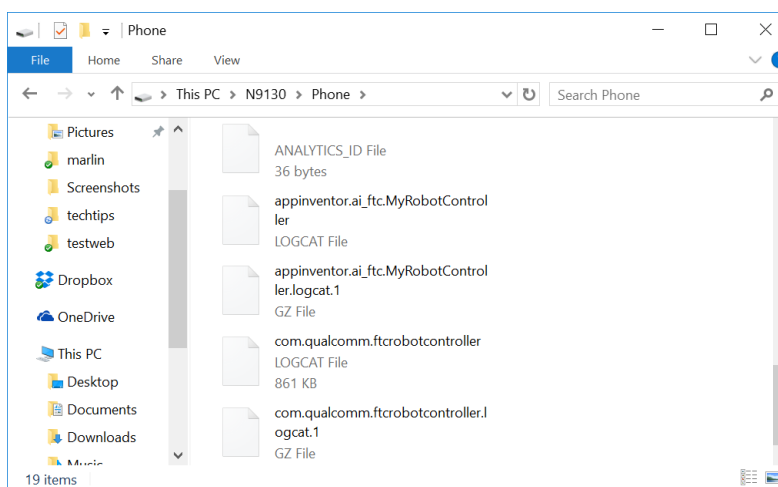 Phone
File Home Share View
This PC > N9130 > Phone >
Search Phone
Pictures
marlin
Screenshots
techtips
testweb
Dropbox
OneDrive
This PC
Desktop
Documents
Downloads
Music
ANALYTICS_ID File
36 bytes
appinventor.ai_ftc.MyRobotControl
ler
LOGCAT File
appinventor.ai_ftc.MyRobotControl
ler.logcat.1
GZ File
com.qualcomm.ftcrobotcontroller
LOGCAT File
861 KB
com.qualcomm.ftcrobotcontroller.l
ogcat.1
GZ File
19 items